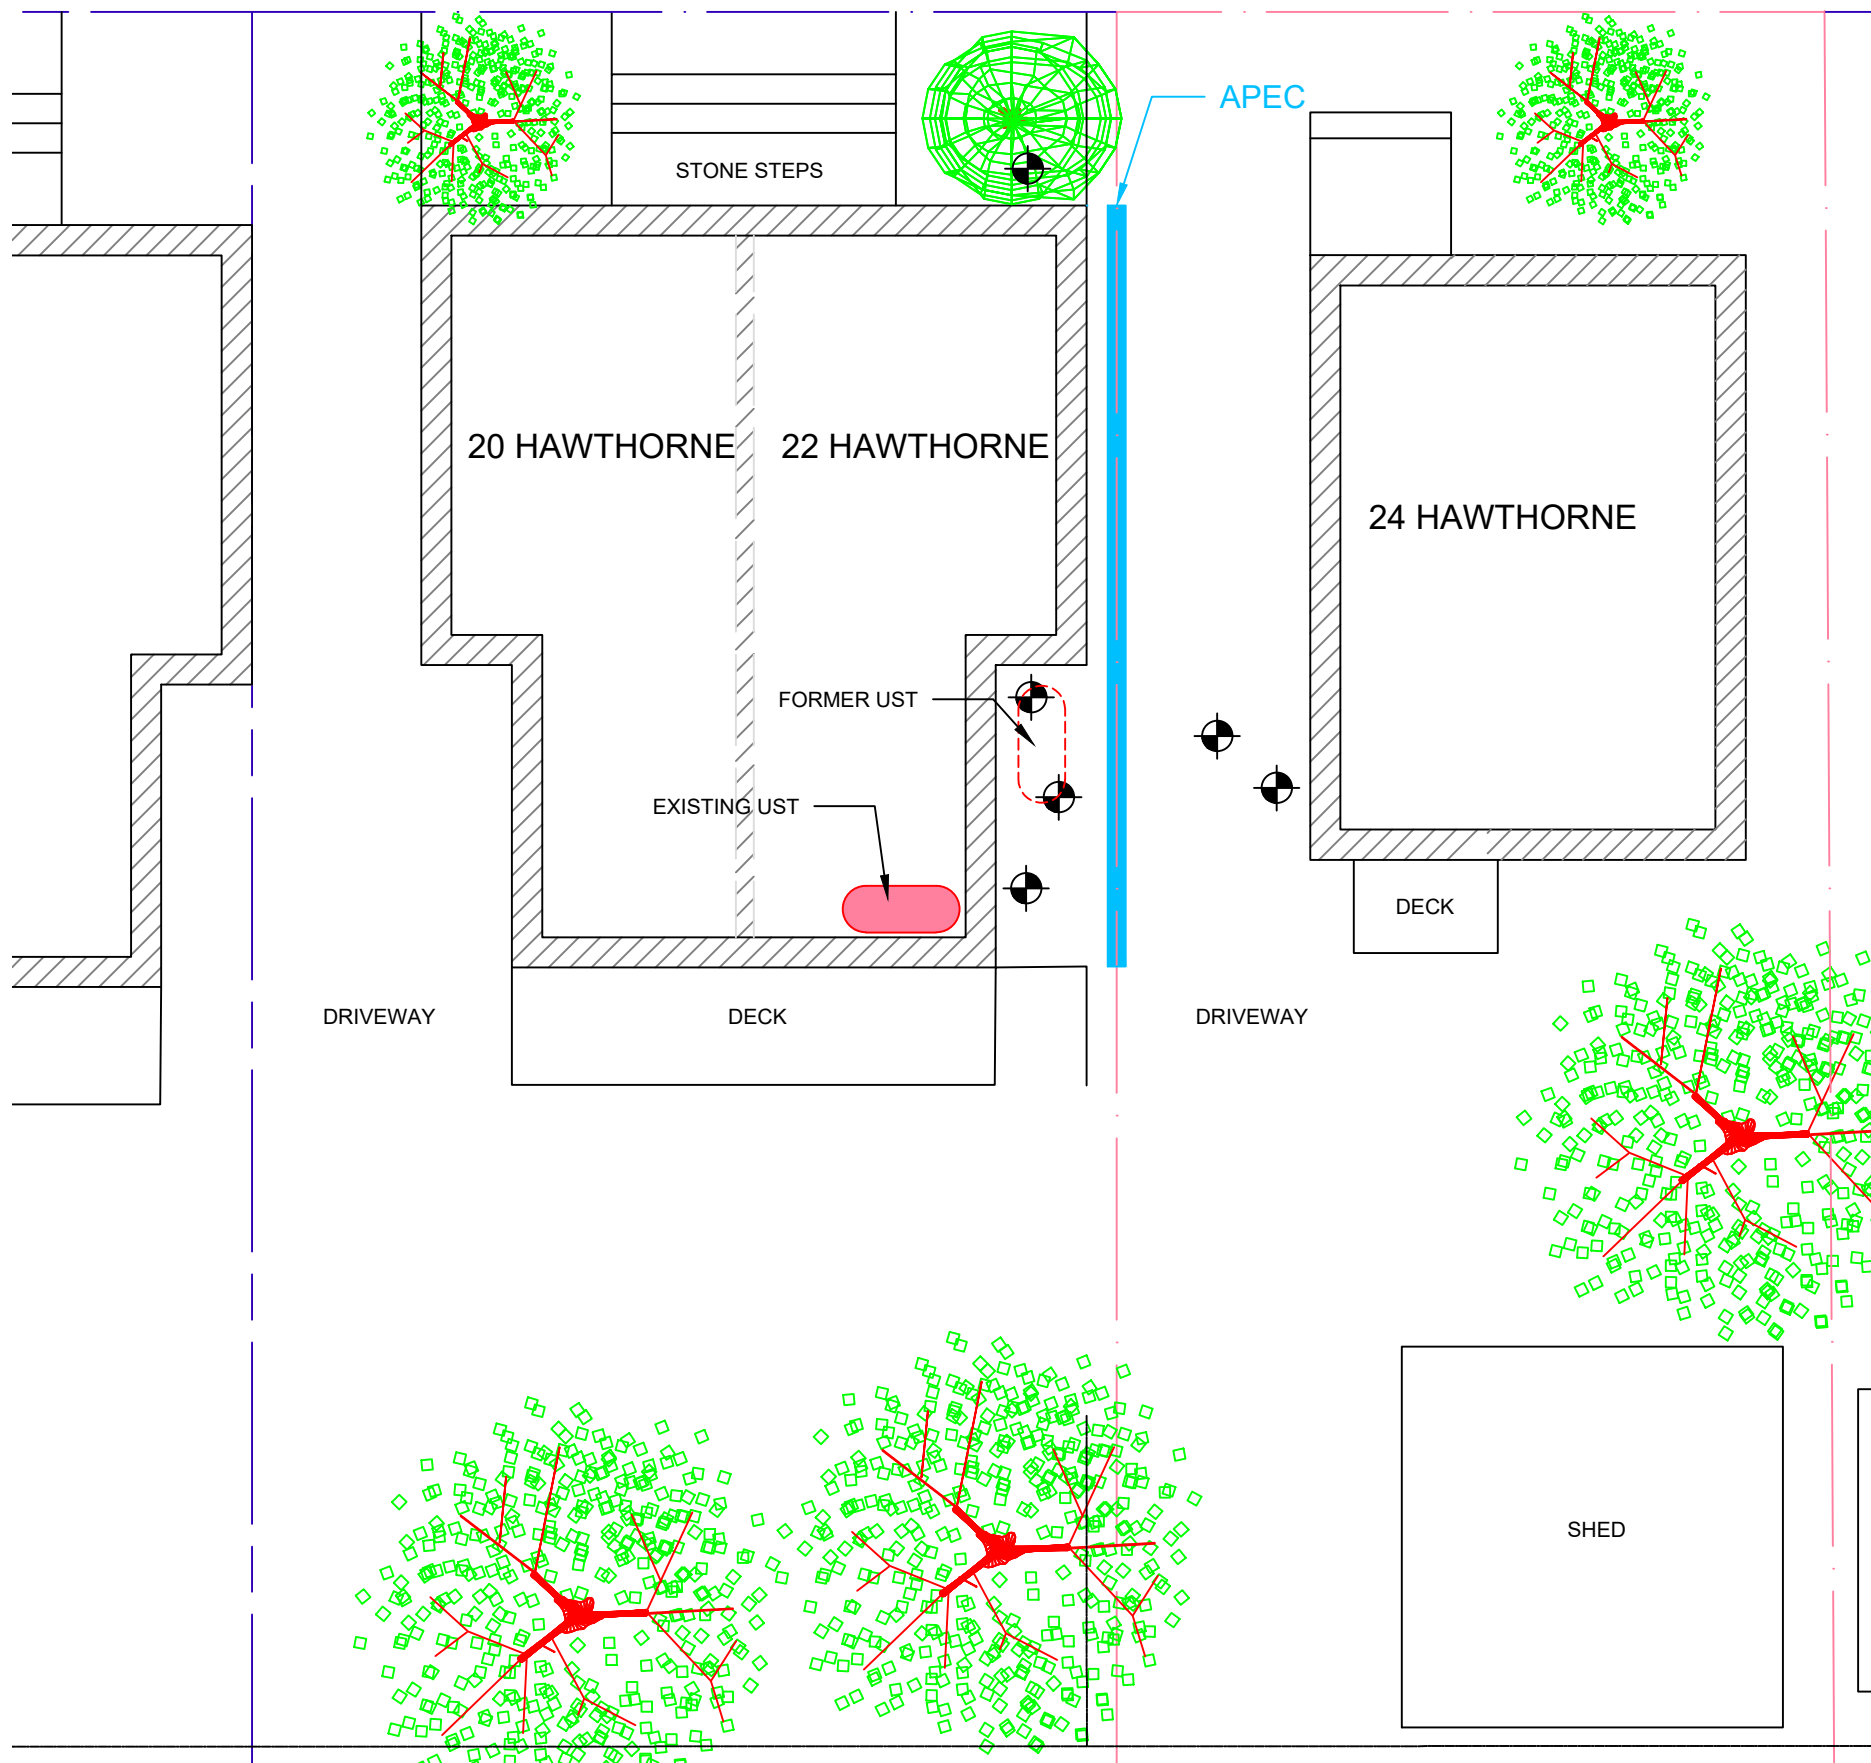 APEC
STONE STEPS
20 HAWTHORNE
22 HAWTHORNE
24 HAWTHORNE
FORMER UST
EXISTING UST
DECK
DRIVEWAY
DECK
DRIVEWAY
SHED